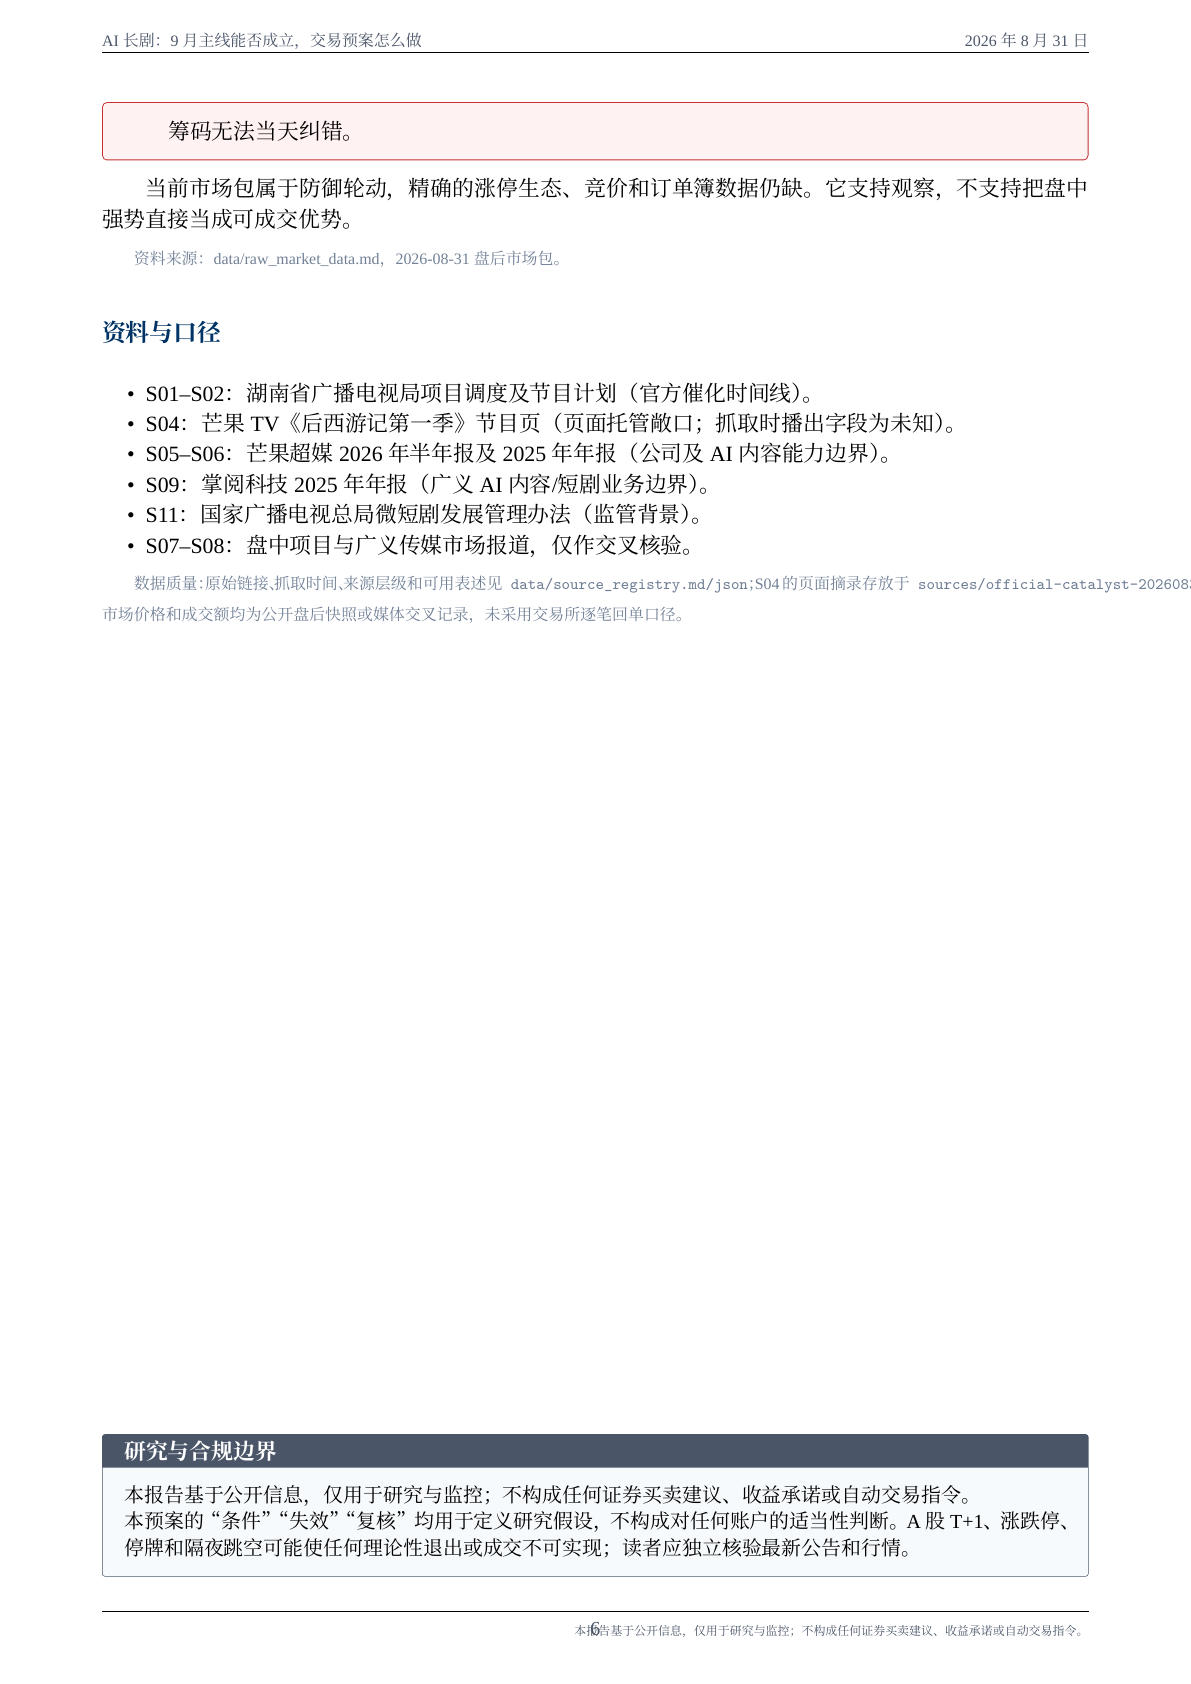 AI 长剧：9 月主线能否成立，交易预案怎么做
2026 年 8 月 31 日
筹码无法当天纠错。
当前市场包属于防御轮动，精确的涨停生态、竞价和订单簿数据仍缺。它支持观察，不支持把盘中
强势直接当成可成交优势。
资料来源：data/raw_market_data.md，2026-08-31 盘后市场包。
资料与口径
• S01–S02：湖南省广播电视局项目调度及节目计划（官方催化时间线）。
• S04：芒果 TV《后西游记第一季》节目页（页面托管敞口；抓取时播出字段为未知）。
• S05–S06：芒果超媒 2026 年半年报及 2025 年年报（公司及 AI 内容能力边界）。
• S09：掌阅科技 2025 年年报（广义 AI 内容/短剧业务边界）。
• S11：国家广播电视总局微短剧发展管理办法（监管背景）。
• S07–S08：盘中项目与广义传媒市场报道，仅作交叉核验。
数据质量：原始链接、抓取时间、来源层级和可用表述见 data/source_registry.md/json；S04 的页面摘录存放于 sources/official-catalyst-202608
市场价格和成交额均为公开盘后快照或媒体交叉记录，未采用交易所逐笔回单口径。
研究与合规边界
本报告基于公开信息，仅用于研究与监控；不构成任何证券买卖建议、收益承诺或自动交易指令。
本预案的 “条件” “失效” “复核” 均用于定义研究假设，不构成对任何账户的适当性判断。A 股 T+1、涨跌停、
停牌和隔夜跳空可能使任何理论性退出或成交不可实现；读者应独立核验最新公告和行情。
6
本报告基于公开信息，仅用于研究与监控；不构成任何证券买卖建议、收益承诺或自动交易指令。